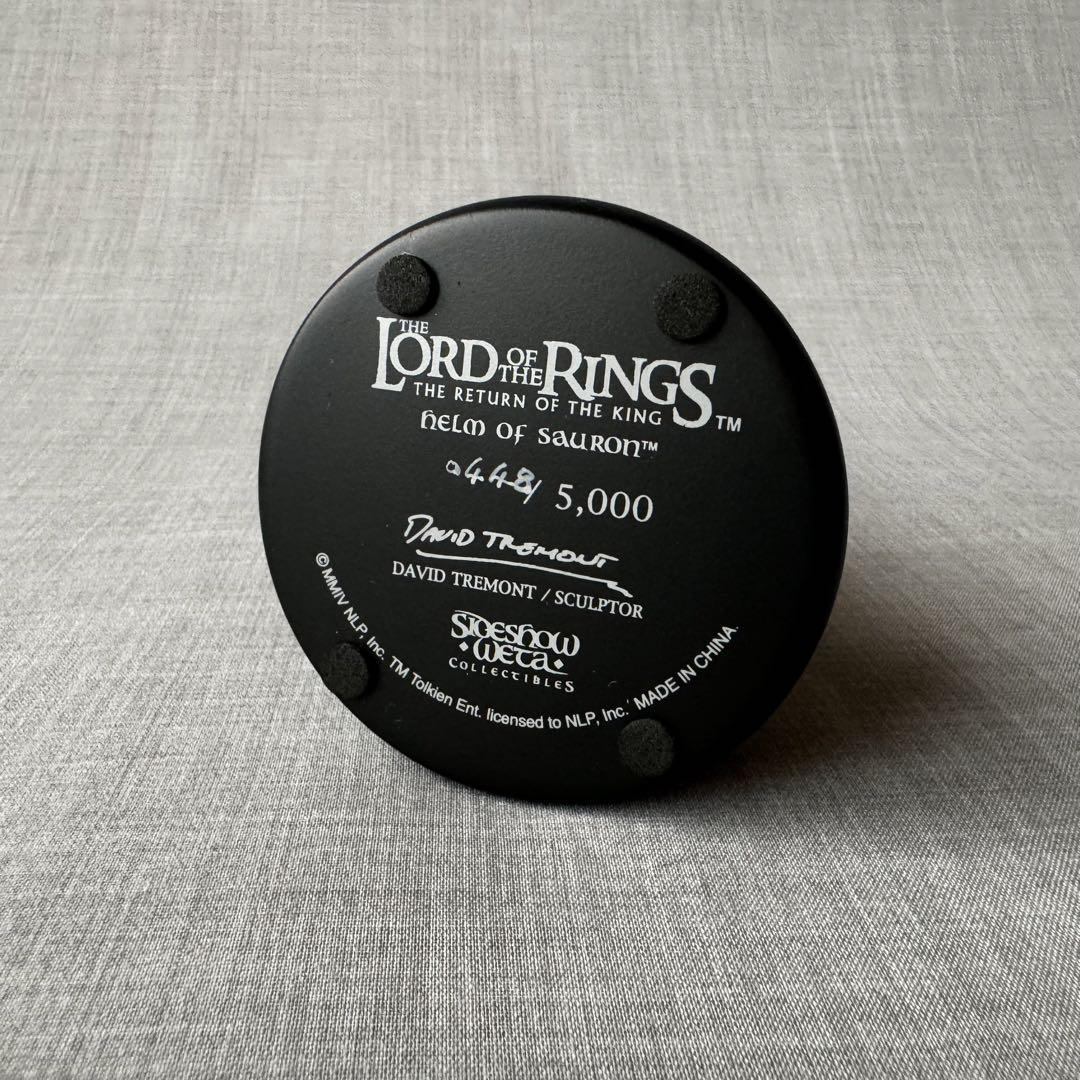 THE LORD OF THE RINGS
THE RETURN OF THE KING ™
HELM OF SAURON™
0448/ 5,000
DAVID TREMONT
DAVID TREMONT / SCULPTOR
SIDESHOW
WETA
COLLECTIBLES
© MMIV NLP, Inc. TM Tolkien Ent. licensed to NLP, Inc. MADE IN CHINA.